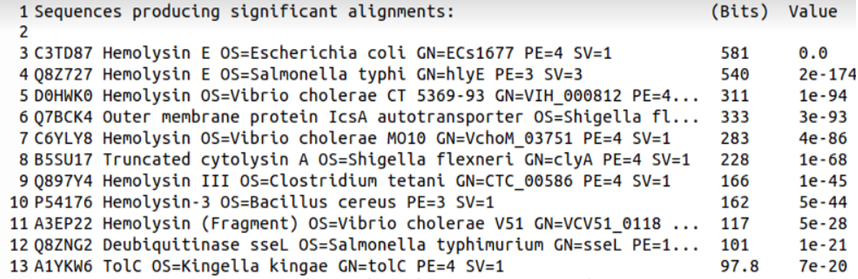 1 Sequences producing significant alignments: (Bits) Value
2
3 C3TD87 Hemolysin E OS=Escherichia coli GN=ECs1677 PE=4 SV=1 581 0.0
4 Q8Z727 Hemolysin E OS=Salmonella typhi GN=hlyE PE=3 SV=3 540 2e-174
5 D0HWK0 Hemolysin OS=Vibrio cholerae CT 5369-93 GN=VIH_000812 PE=4... 311 1e-94
6 Q7BCK4 Outer membrane protein IcsA autotransporter OS=Shigella fl... 333 3e-93
7 C6YLY8 Hemolysin OS=Vibrio cholerae MO10 GN=VchoM_03751 PE=4 SV=1 283 4e-86
8 B5SU17 Truncated cytolysin A OS=Shigella flexneri GN=clyA PE=4 SV=1 228 1e-68
9 Q897Y4 Hemolysin III OS=Clostridium tetani GN=CTC_00586 PE=4 SV=1 166 1e-45
10 P54176 Hemolysin-3 OS=Bacillus cereus PE=3 SV=1 162 5e-44
11 A3EP22 Hemolysin (Fragment) OS=Vibrio cholerae V51 GN=VCV51_0118 ... 117 5e-28
12 Q8ZNG2 Deubiquitinase sseL OS=Salmonella typhimurium GN=sseL PE=1... 101 1e-21
13 A1YKW6 TolC OS=Kingella kingae GN=tolC PE=4 SV=1 97.8 7e-20